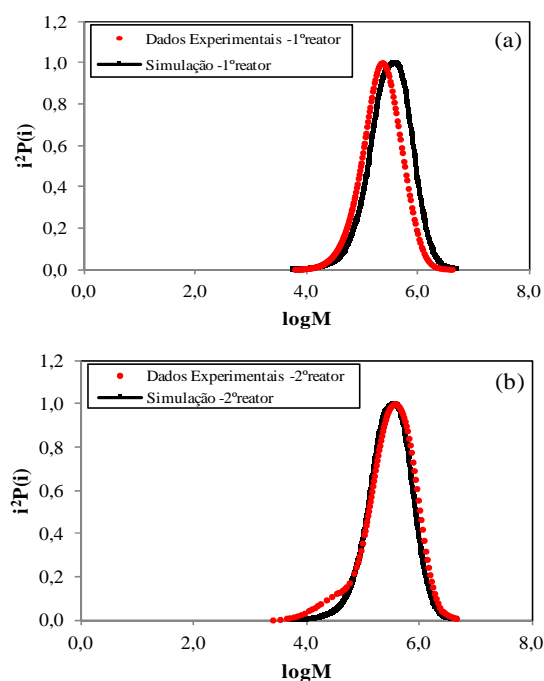 1,2
Dados Experimentais -1ºreator
Simulação -1ºreator
(a)
1,0
0,8
0,6
0,4
0,2
0,0
i²P(i)
0,0 2,0 4,0 6,0 8,0
logM
1,2
Dados Experimentais -2ºreator
Simulação -2ºreator
(b)
1,0
0,8
0,6
0,4
0,2
0,0
i²P(i)
0,0 2,0 4,0 6,0 8,0
logM